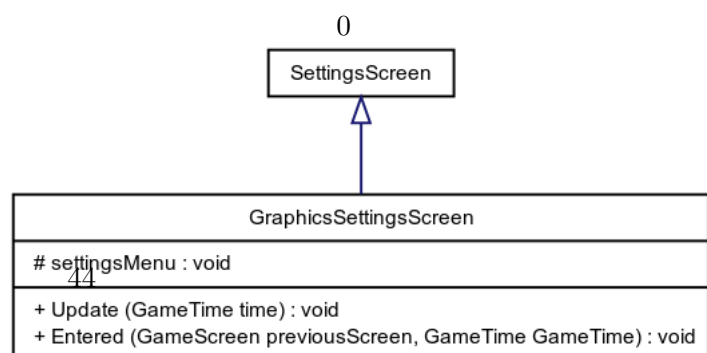 0
SettingsScreen
GraphicsSettingsScreen
# settingsMenu : void
44
+ Update (GameTime time) : void
+ Entered (GameScreen previousScreen, GameTime GameTime) : void